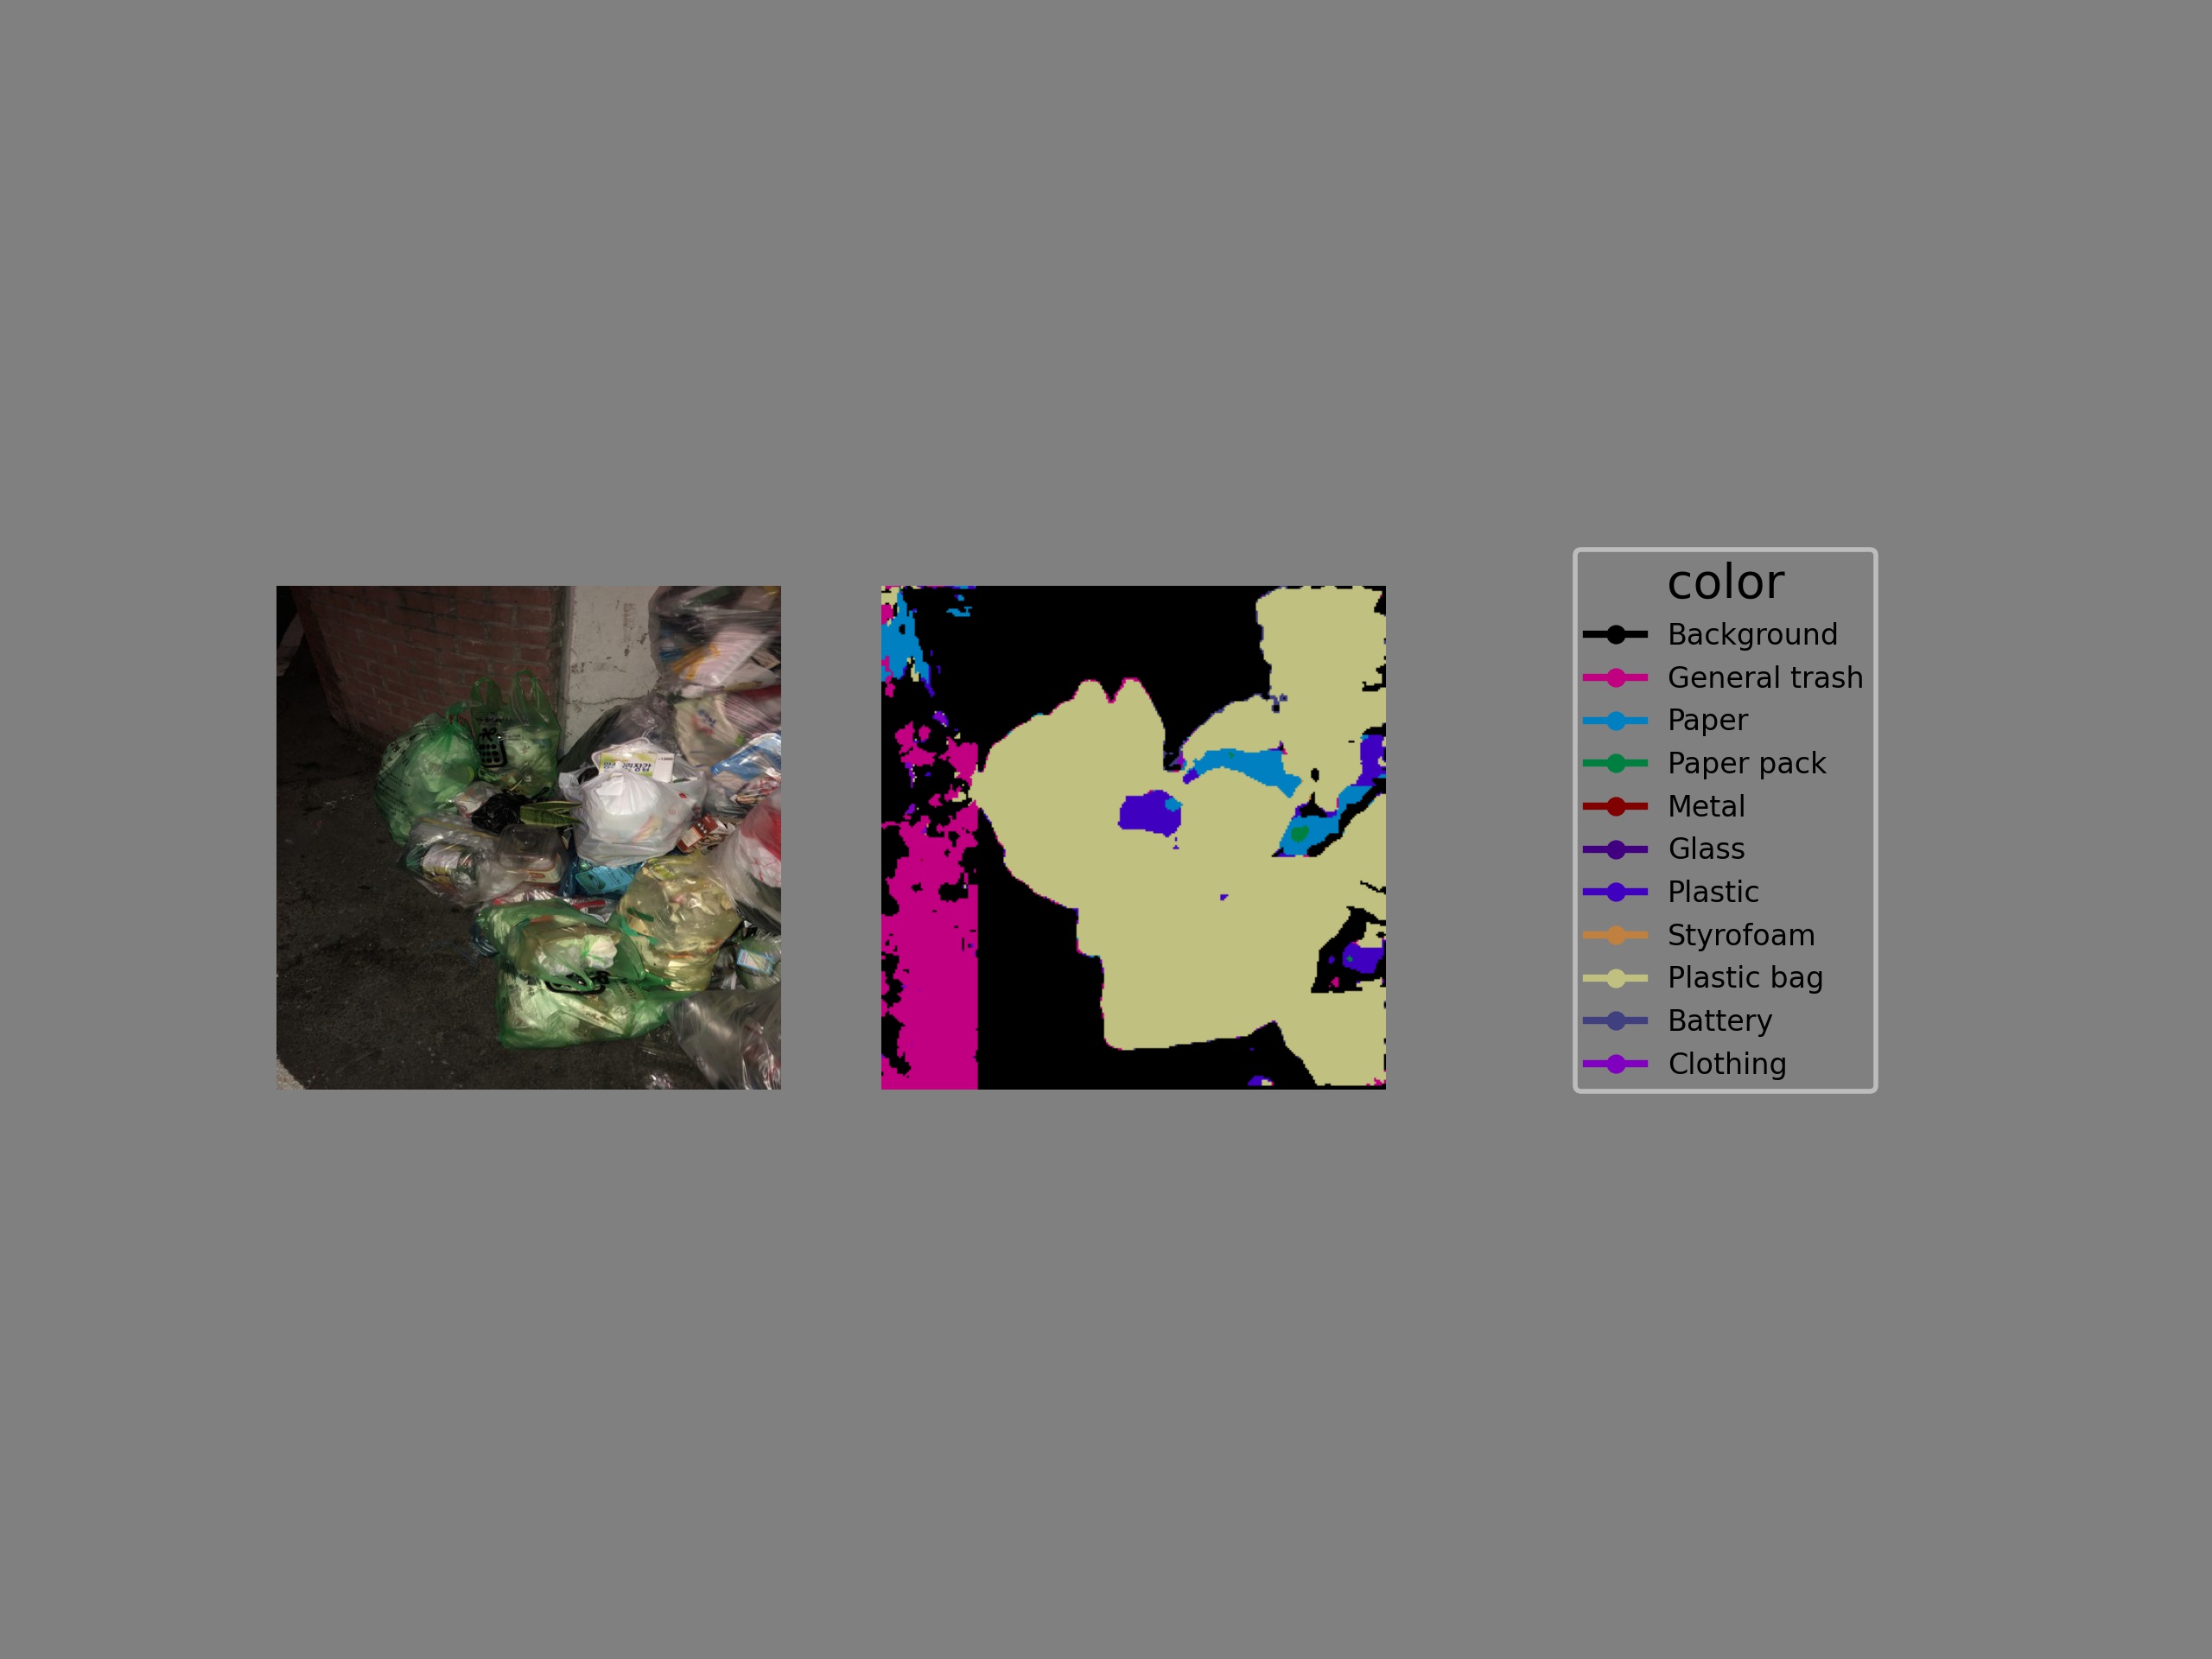 color
Background
General trash
Paper
Paper pack
Metal
Glass
Plastic
Styrofoam
Plastic bag
Battery
Clothing